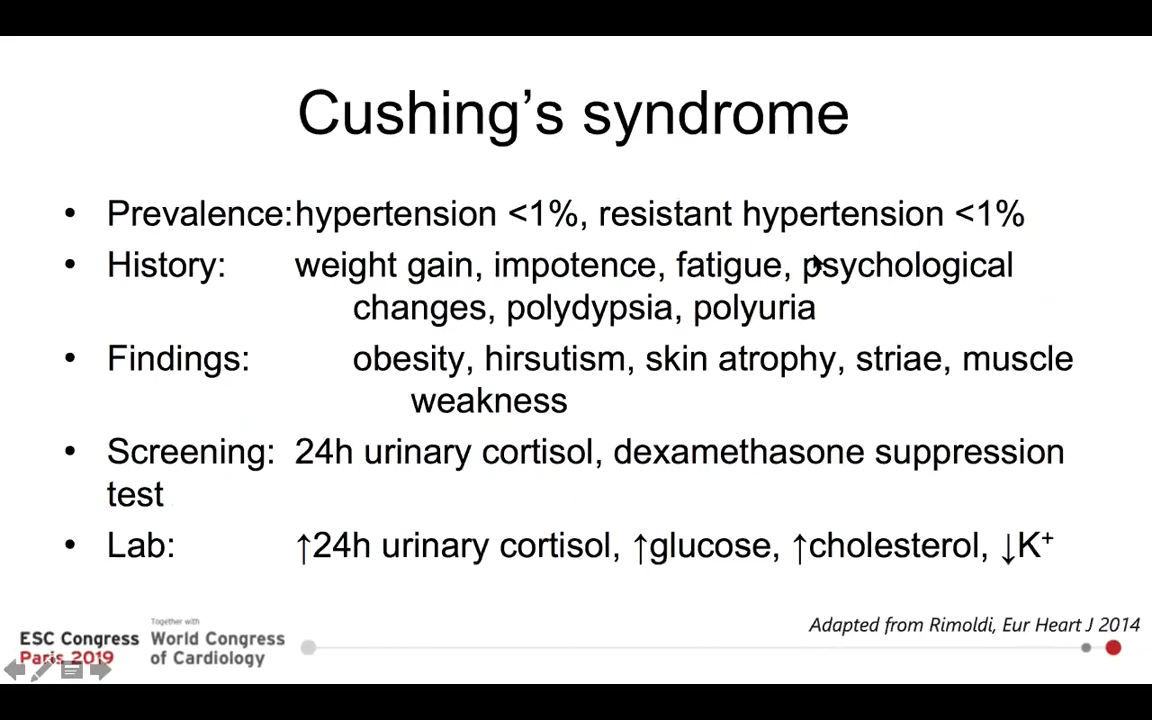 Cushing’s syndrome
• Prevalence: hypertension <1%, resistant hypertension <1%
• History: weight gain, impotence, fatigue, psychological
changes, polydypsia, polyuria
• Findings: obesity, hirsutism, skin atrophy, striae, muscle
weakness
• Screening: 24h urinary cortisol, dexamethasone suppression
test
• Lab: ↑24h urinary cortisol, ↑glucose, ↑cholesterol, ↓K⁺
Adapted from Rimoldi, Eur Heart J 2014
ESC Congress
Paris 2019
Together with
World Congress
of Cardiology